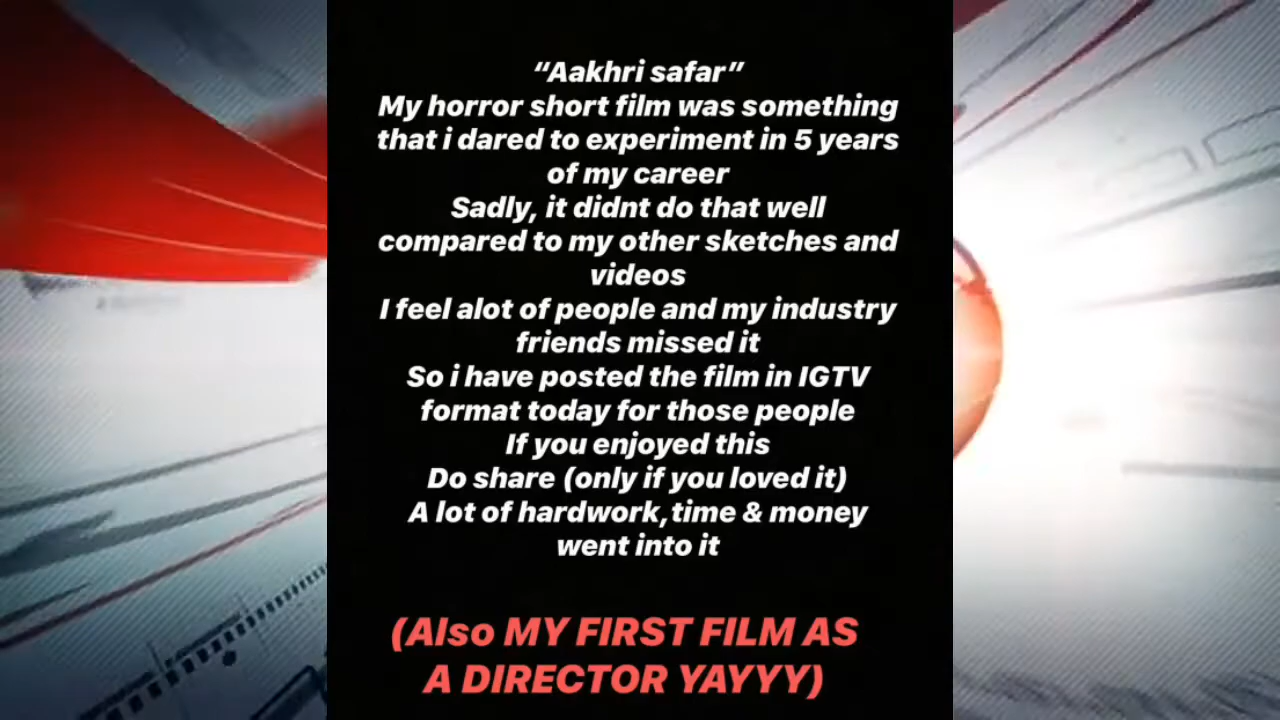 “Aakhri safar”
My horror short film was something
that i dared to experiment in 5 years
of my career
Sadly, it didnt do that well
compared to my other sketches and
videos
I feel alot of people and my industry
friends missed it
So i have posted the film in IGTV
format today for those people
If you enjoyed this
Do share (only if you loved it)
A lot of hardwork,time & money
went into it
(Also MY FIRST FILM AS
A DIRECTOR YAYYY)